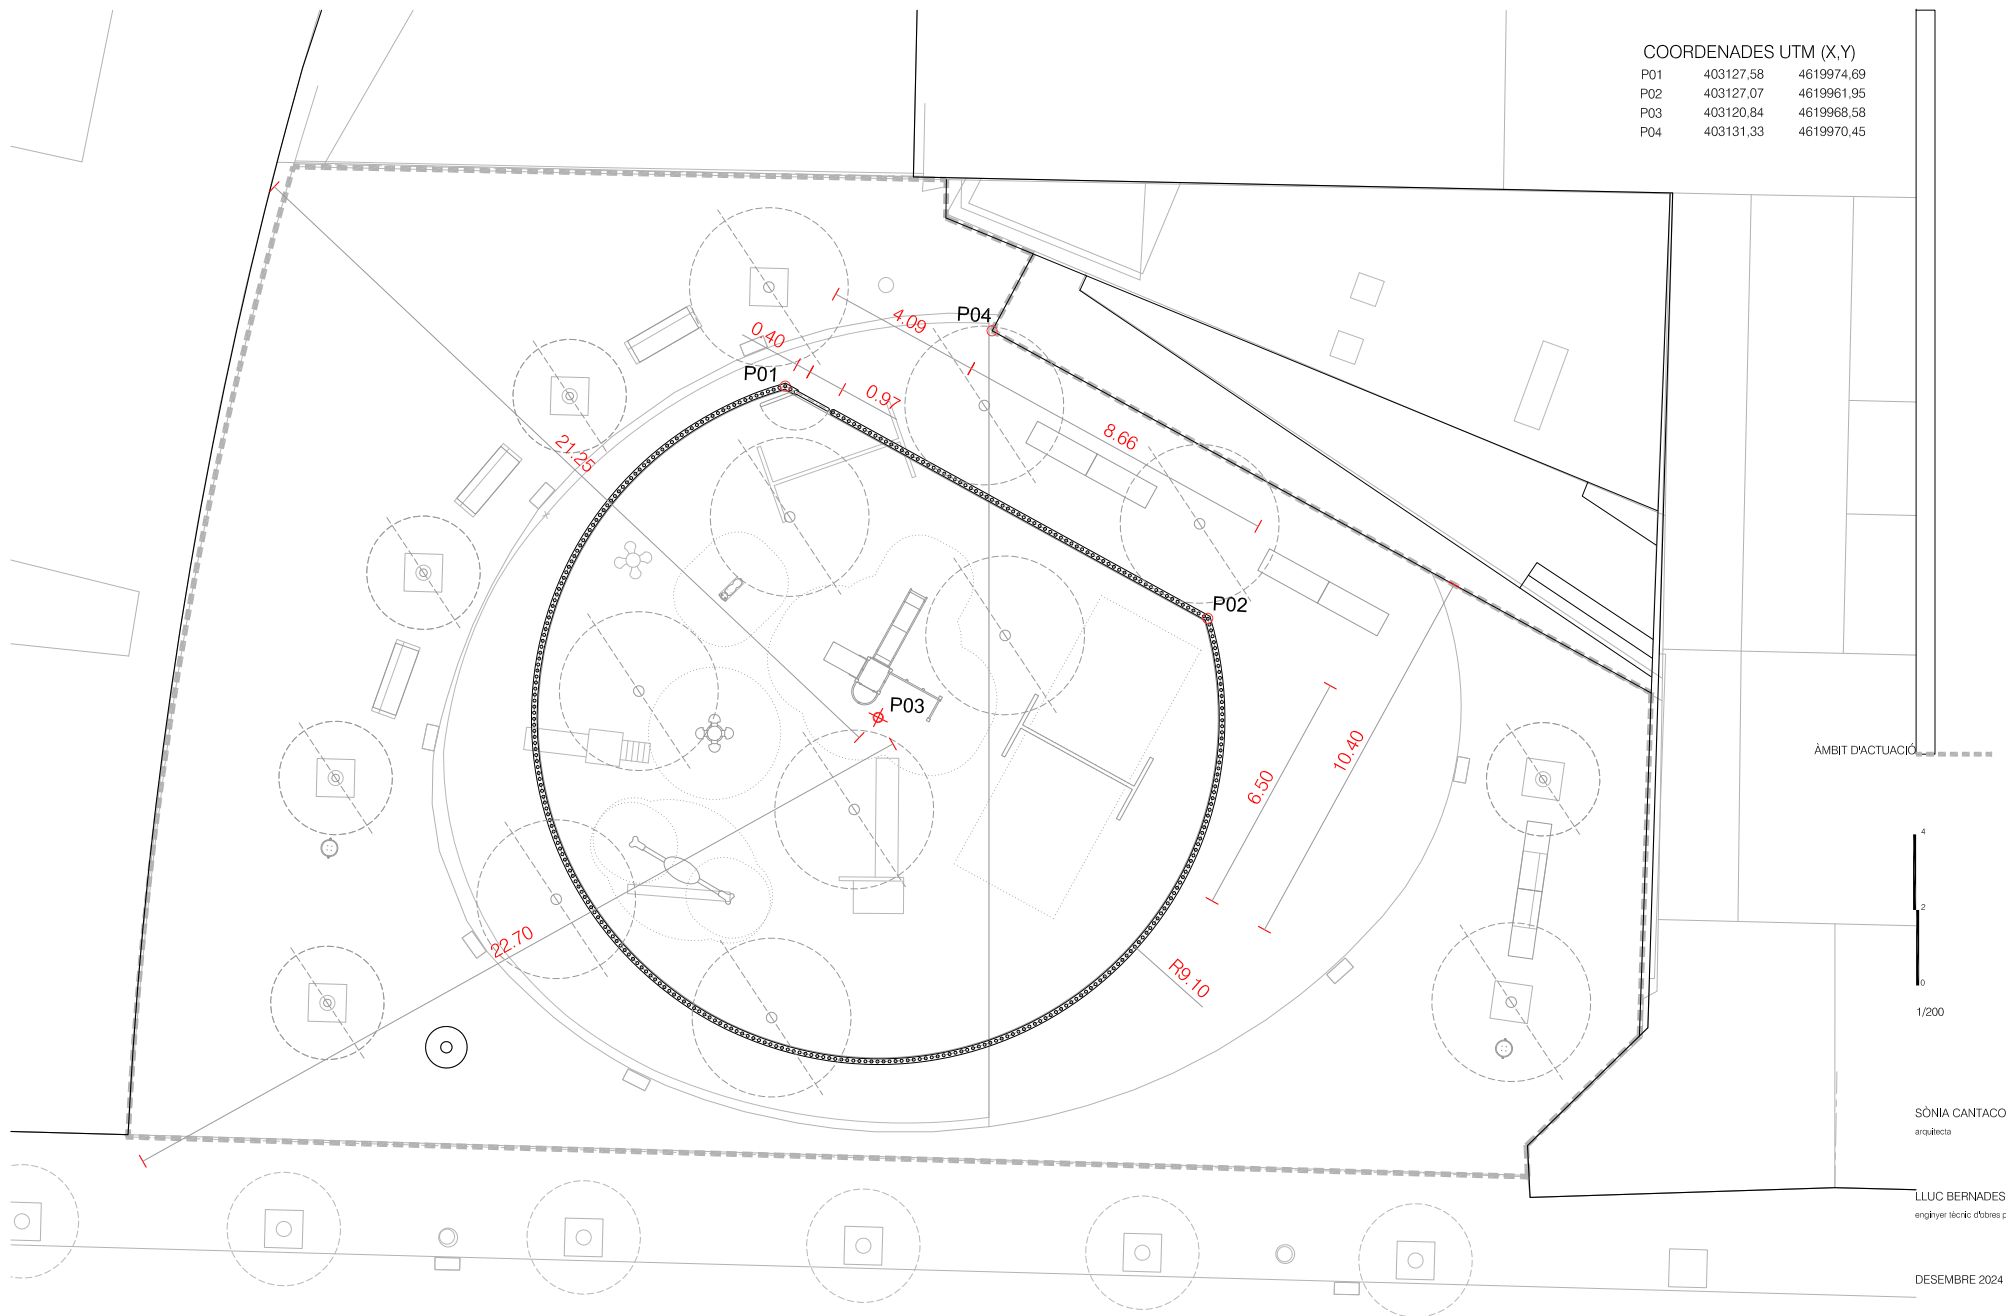 COORDENADES UTM (X,Y)
P01 403127,58 4619974,69
P02 403127,07 4619961,95
P03 403120,84 4619968,58
P04 403131,33 4619970,45
P04
4.09
0.40
P01
0.97
8.66
21.25
P02
P03
10.40
6.50
22.70
R9.10
ÀMBIT D'ACTUACIÓ
4
2
0
1/200
SÒNIA CANTACO
arquitecta
LLUC BERNADES
enginyer tècnic d'obres p
DESEMBRE 2024